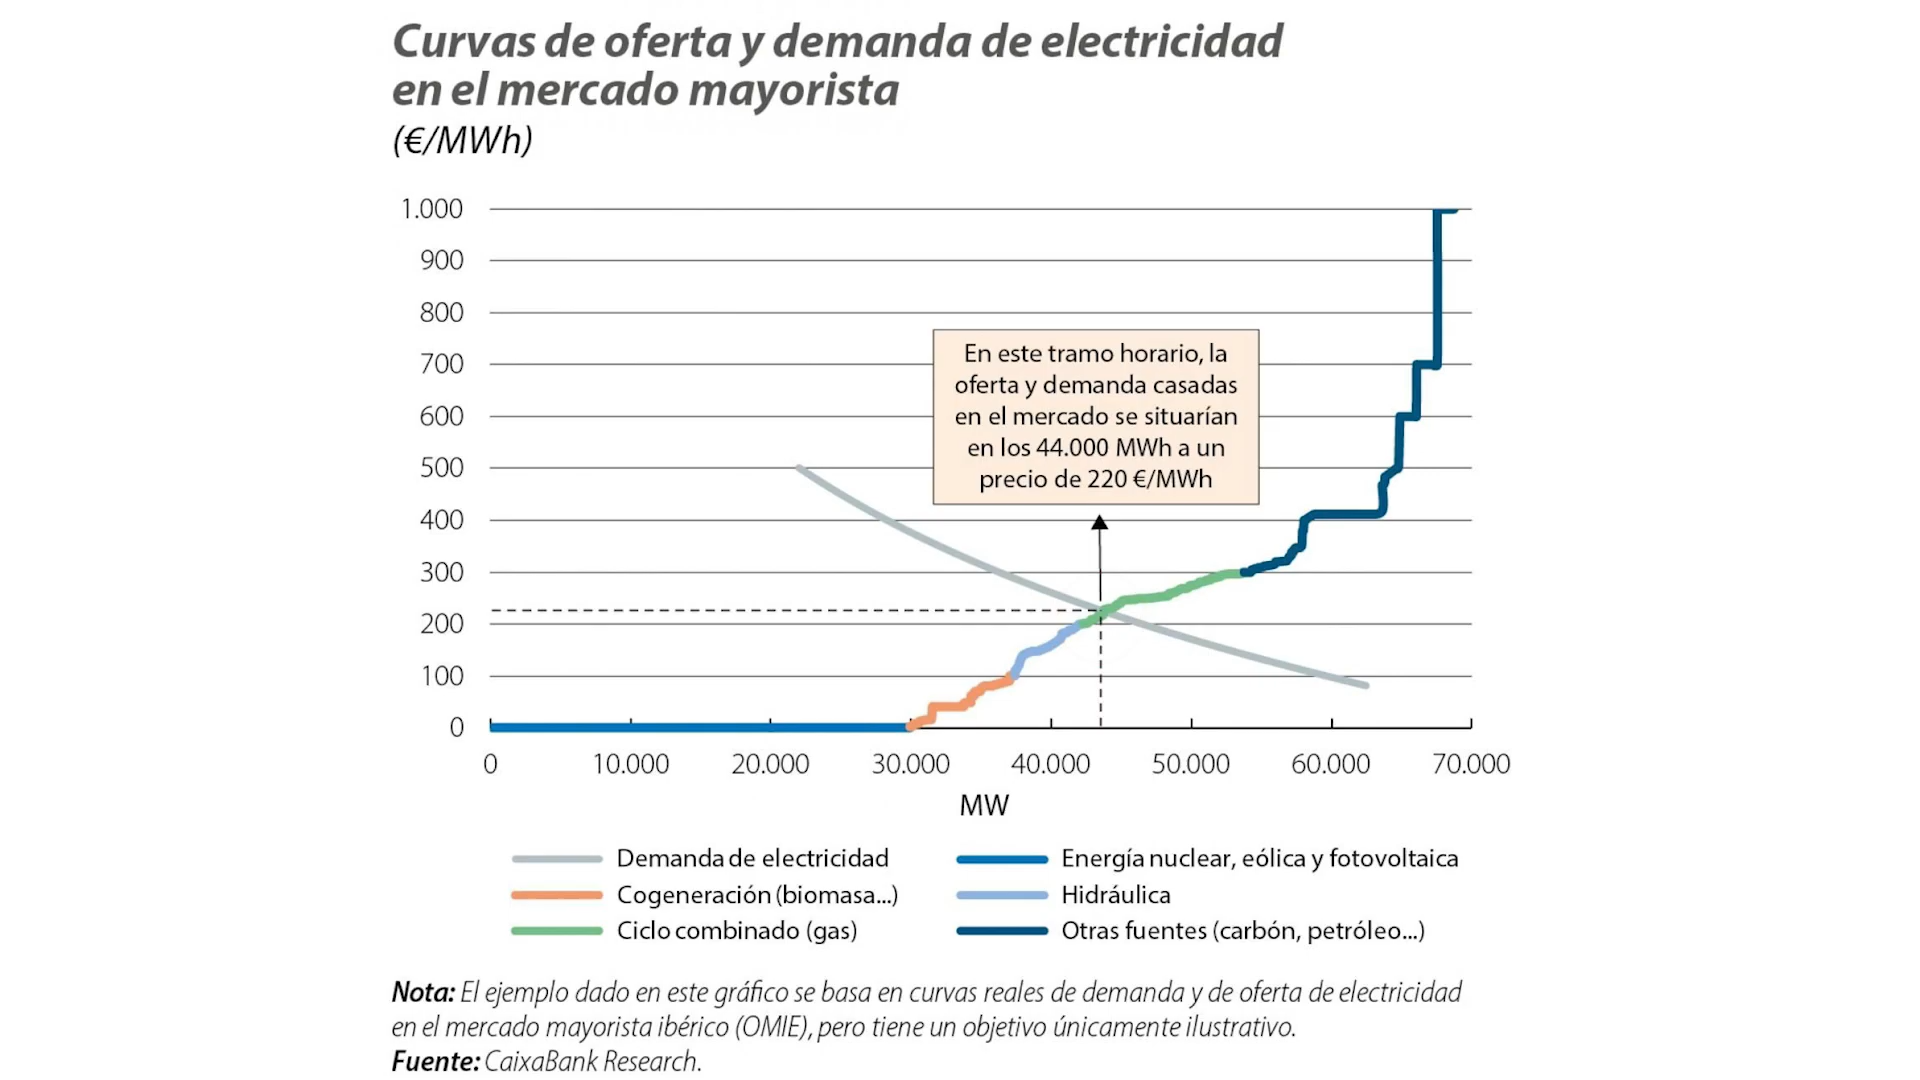 Curvas de oferta y demanda de electricidad
en el mercado mayorista
(€/MWh)
1.000
900
800
700
600
500
400
300
200
100
0
En este tramo horario, la
oferta y demanda casadas
en el mercado se situarían
en los 44.000 MWh a un
precio de 220 €/MWh
0 10.000 20.000 30.000 40.000 50.000 60.000 70.000
MW
Demanda de electricidad
Energía nuclear, eólica y fotovoltaica
Cogeneración (biomasa...)
Hidráulica
Ciclo combinado (gas)
Otras fuentes (carbón, petróleo...)
Nota: El ejemplo dado en este gráfico se basa en curvas reales de demanda y de oferta de electricidad
en el mercado mayorista ibérico (OMIE), pero tiene un objetivo únicamente ilustrativo.
Fuente: CaixaBank Research.